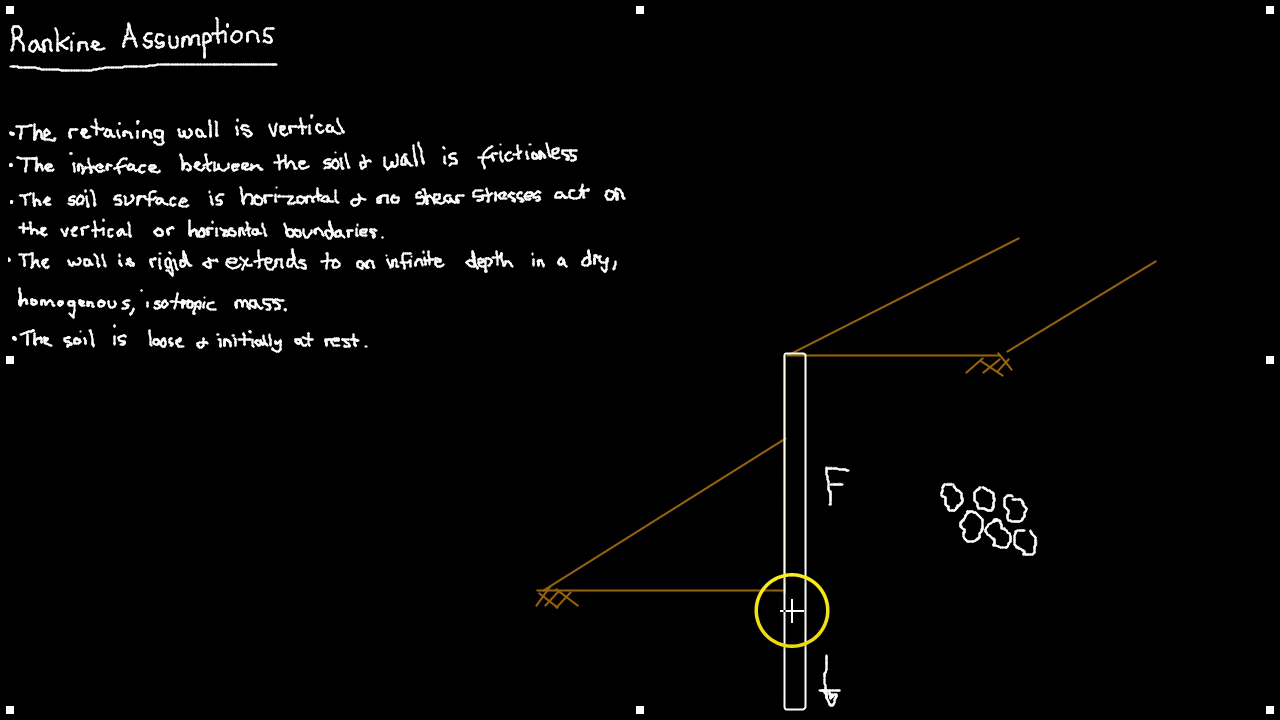 Rankine Assumptions
•The retaining wall is vertical
•The interface between the soil & wall is frictionless
•The soil surface is horizontal & no shear stresses act on
the vertical or horizontal boundaries.
•The wall is rigid & extends to an infinite depth in a dry,
homogenous, isotropic mass.
•The soil is loose & initially at rest.
F